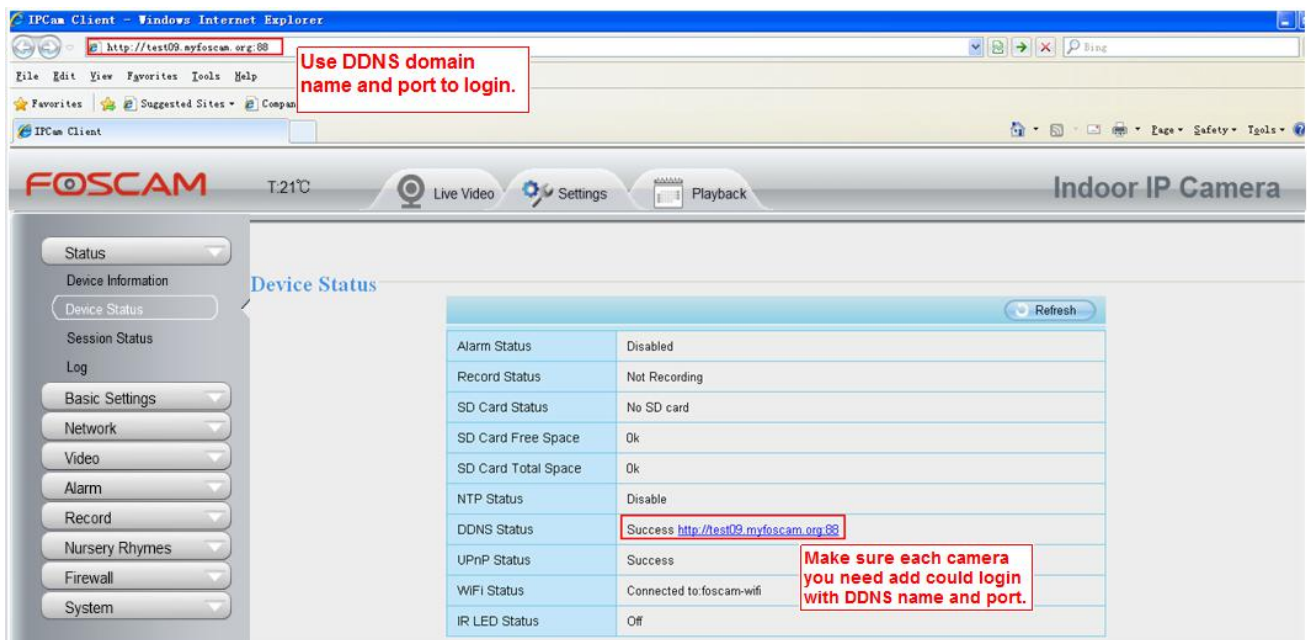 IPCam Client - Windows Internet Explorer
http://test09.myfoscam.org:88
Bing
File Edit View Favorites Tools Help
Use DDNS domain
name and port to login.
Favorites Suggested Sites Compan
IPCam Client
Page Safety Tools
FOSCAM T:21℃ Live Video Settings Playback Indoor IP Camera
Status
Device Information
Device Status
Session Status
Log
Basic Settings
Network
Video
Alarm
Record
Nursery Rhymes
Firewall
System
Device Status
Refresh
Alarm Status Disabled
Record Status Not Recording
SD Card Status No SD card
SD Card Free Space 0k
SD Card Total Space 0k
NTP Status Disable
DDNS Status Success http://test09.myfoscam.org:88
UPnP Status Success
WiFi Status Connected to:foscam-wifi
IR LED Status Off
Make sure each camera
you need add could login
with DDNS name and port.